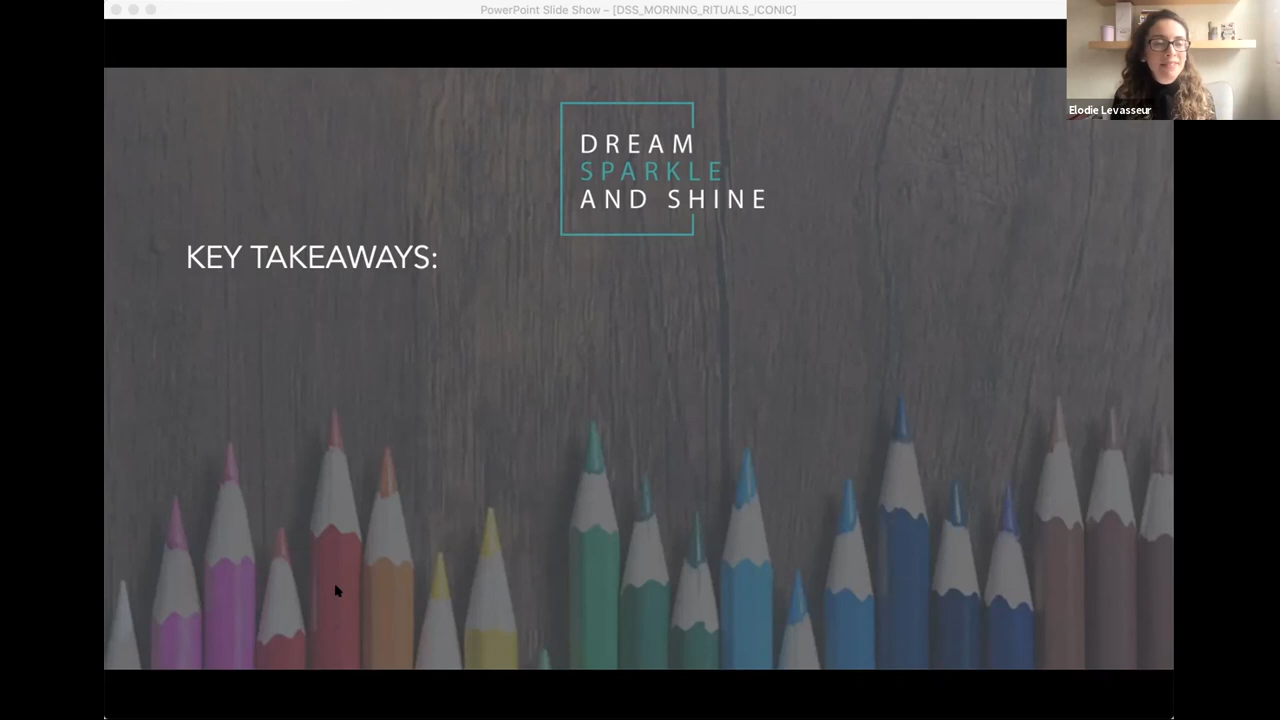 PowerPoint Slide Show – [DSS_MORNING_RITUALS_ICONIC]
Elodie Levasseur
DREAM
SPARKLE
AND SHINE
KEY TAKEAWAYS: